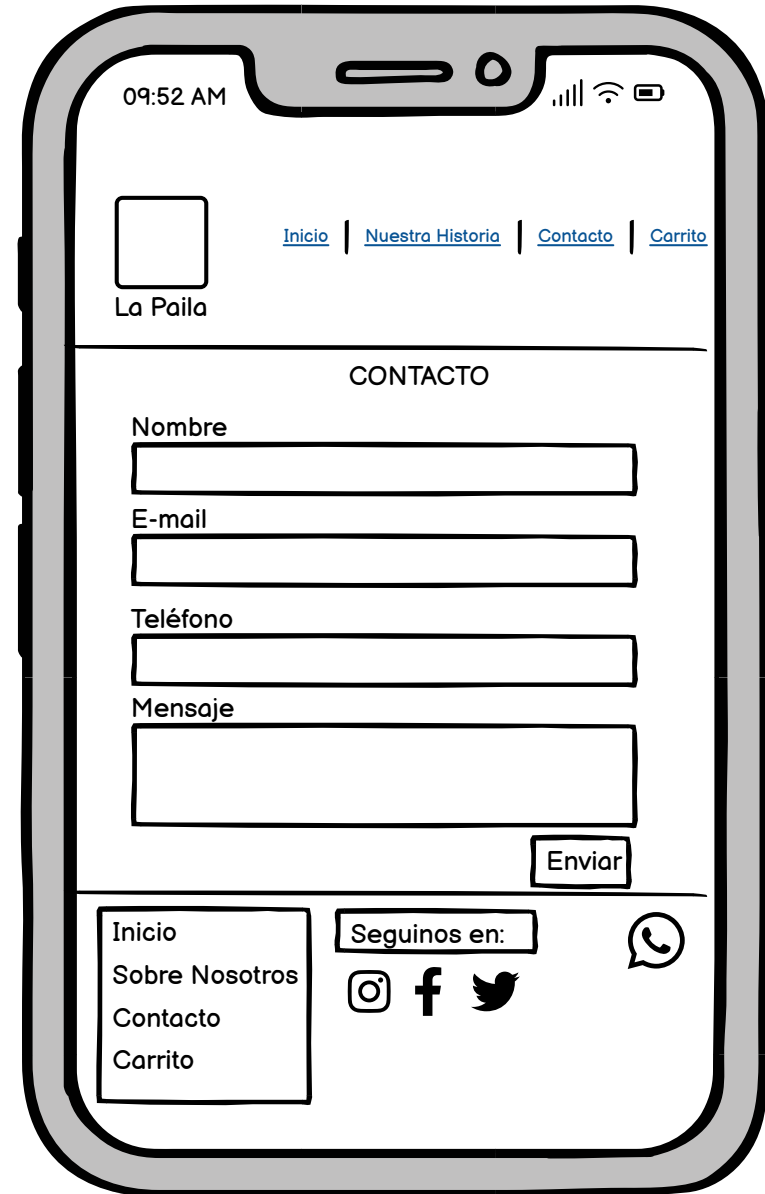 09:52 AM
Inicio Nuestra Historia Contacto Carrito
La Paila
CONTACTO
Nombre
E-mail
Teléfono
Mensaje
Enviar
Inicio
Sobre Nosotros
Contacto
Carrito
Seguinos en: